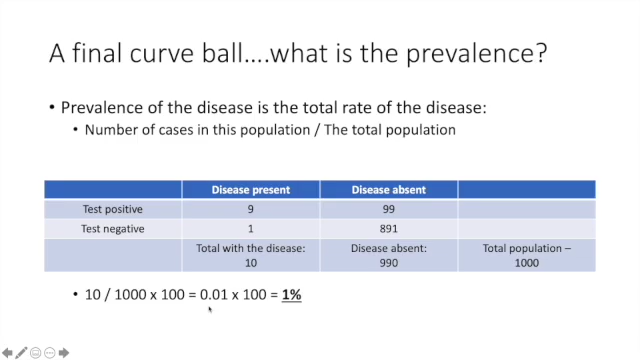 A final curve ball....what is the prevalence?
• Prevalence of the disease is the total rate of the disease:
• Number of cases in this population / The total population
Disease present Disease absent
Test positive 9 99
Test negative 1 891
Total with the disease: Disease absent: Total population –
10 990 1000
• 10 / 1000 x 100 = 0.01 x 100 = 1%